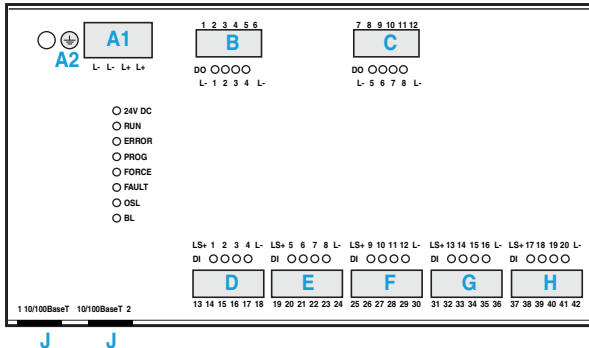 1 2 3 4 5 6
7 8 9 10 11 12
A1
B
C
A2
L- L- L+ L+
DO
DO
L- 1 2 3 4 L-
L- 5 6 7 8 L-
24V DC
RUN
ERROR
PROG
FORCE
FAULT
OSL
BL
LS+ 1 2 3 4 L-
LS+ 5 6 7 8 L-
LS+ 9 10 11 12 L-
LS+ 13 14 15 16 L-
LS+ 17 18 19 20 L-
DI
DI
DI
DI
DI
D
E
F
G
H
13 14 15 16 17 18
19 20 21 22 23 24
25 26 27 28 29 30
31 32 33 34 35 36
37 38 39 40 41 42
1 10/100BaseT
10/100BaseT 2
J
J